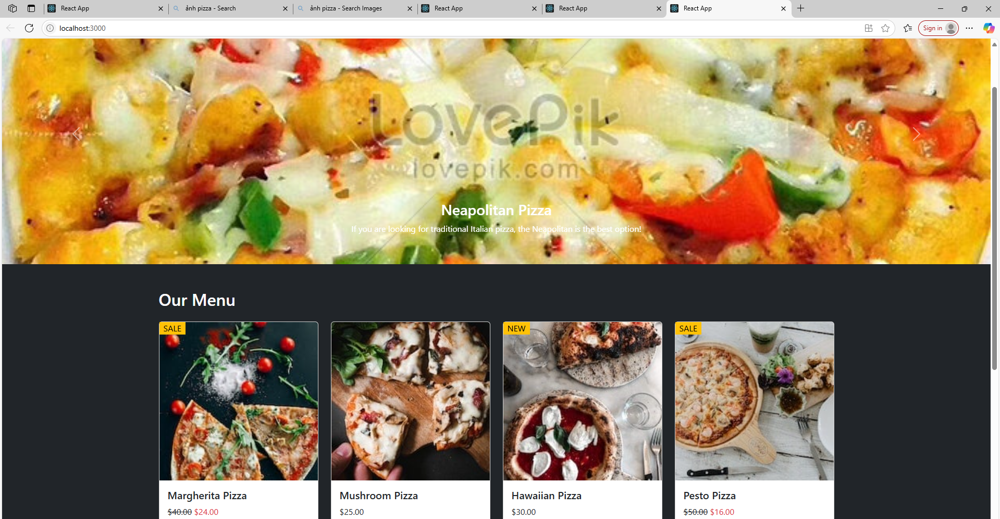 React App
ảnh pizza - Search
ảnh pizza - Search Images
React App
React App
React App
localhost:3000
Sign in
LovePik
lovepik.com
Neapolitan Pizza
If you are looking for traditional Italian pizza, the Neapolitan is the best option!
Our Menu
SALE
NEW
SALE
Margherita Pizza
Mushroom Pizza
Hawaiian Pizza
Pesto Pizza
$40.00 $24.00
$25.00
$30.00
$50.00 $16.00